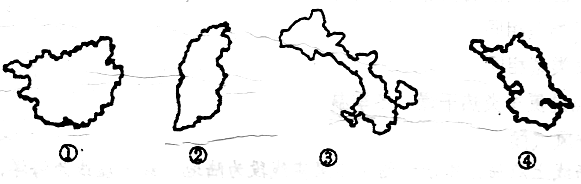 ① ② ③ ④